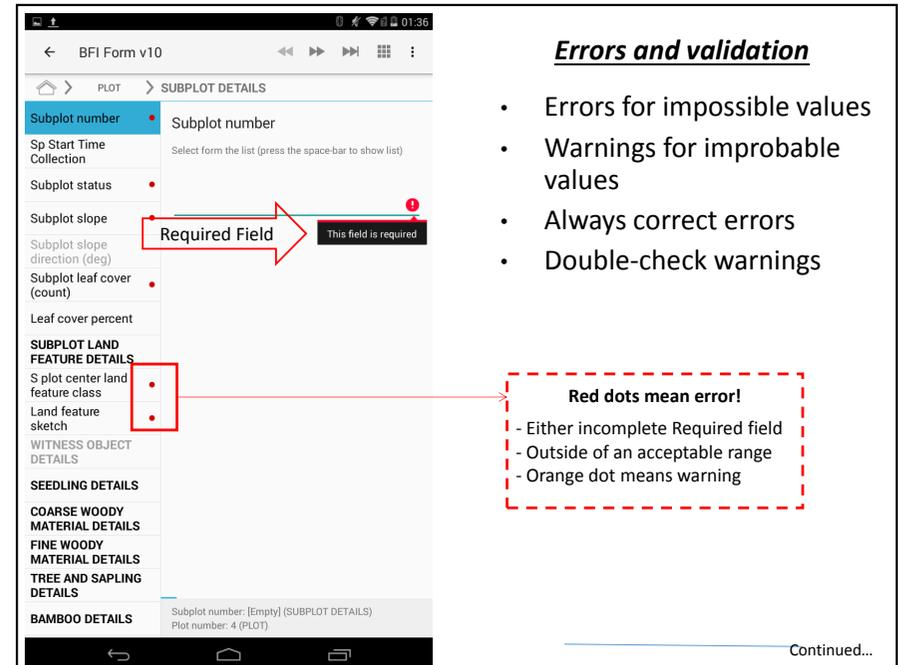 01:36
BFI Form v10
PLOT
SUBPLOT DETAILS
Subplot number
Sp Start Time
Collection
Subplot status
Subplot slope
Subplot slope
direction (deg)
Subplot leaf cover
(count)
Leaf cover percent
SUBPLOT LAND
FEATURE DETAILS
S plot center land
feature class
Land feature
sketch
WITNESS OBJECT
DETAILS
SEEDLING DETAILS
COARSE WOODY
MATERIAL DETAILS
FINE WOODY
MATERIAL DETAILS
TREE AND SAPLING
DETAILS
BAMBOO DETAILS
Subplot number
Select form the list (press the space-bar to show list)
Required Field
This field is required
Subplot number: [Empty] (SUBPLOT DETAILS)
Plot number: 4 (PLOT)
Errors and validation
• Errors for impossible values
• Warnings for improbable
values
• Always correct errors
• Double-check warnings
Red dots mean error!
- Either incomplete Required field
- Outside of an acceptable range
- Orange dot means warning
Continued...